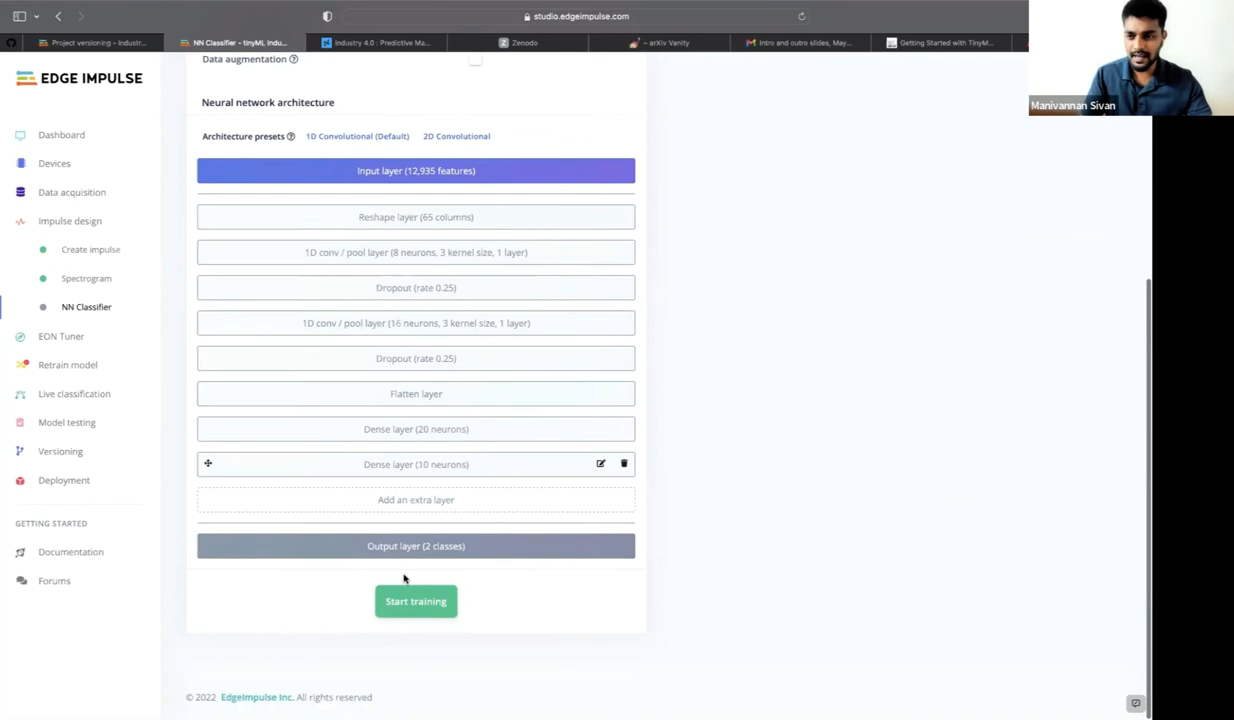 studio.edgeimpulse.com
Project versioning - Industr...
NN Classifier - tinyML Indu...
Industry 4.0 : Predictive Ma...
Zenodo
– arXiv Vanity
Intro and outro slides, May...
Getting Started with TinyM...
Manivannan Sivan
EDGE IMPULSE
Dashboard
Devices
Data acquisition
Impulse design
Create impulse
Spectrogram
NN Classifier
EON Tuner
Retrain model
Live classification
Model testing
Versioning
Deployment
GETTING STARTED
Documentation
Forums
Data augmentation
Neural network architecture
Architecture presets 1D Convolutional (Default) 2D Convolutional
Input layer (12,935 features)
Reshape layer (65 columns)
1D conv / pool layer (8 neurons, 3 kernel size, 1 layer)
Dropout (rate 0.25)
1D conv / pool layer (16 neurons, 3 kernel size, 1 layer)
Dropout (rate 0.25)
Flatten layer
Dense layer (20 neurons)
Dense layer (10 neurons)
Add an extra layer
Output layer (2 classes)
Start training
© 2022 EdgeImpulse Inc. All rights reserved